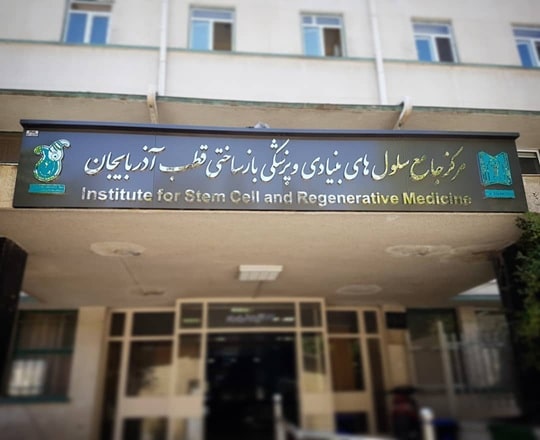 مرکز جامع سلول های بنیادی و پزشکی بازساختی قطب آذربایجان
Institute for Stem Cell and Regenerative Medicine